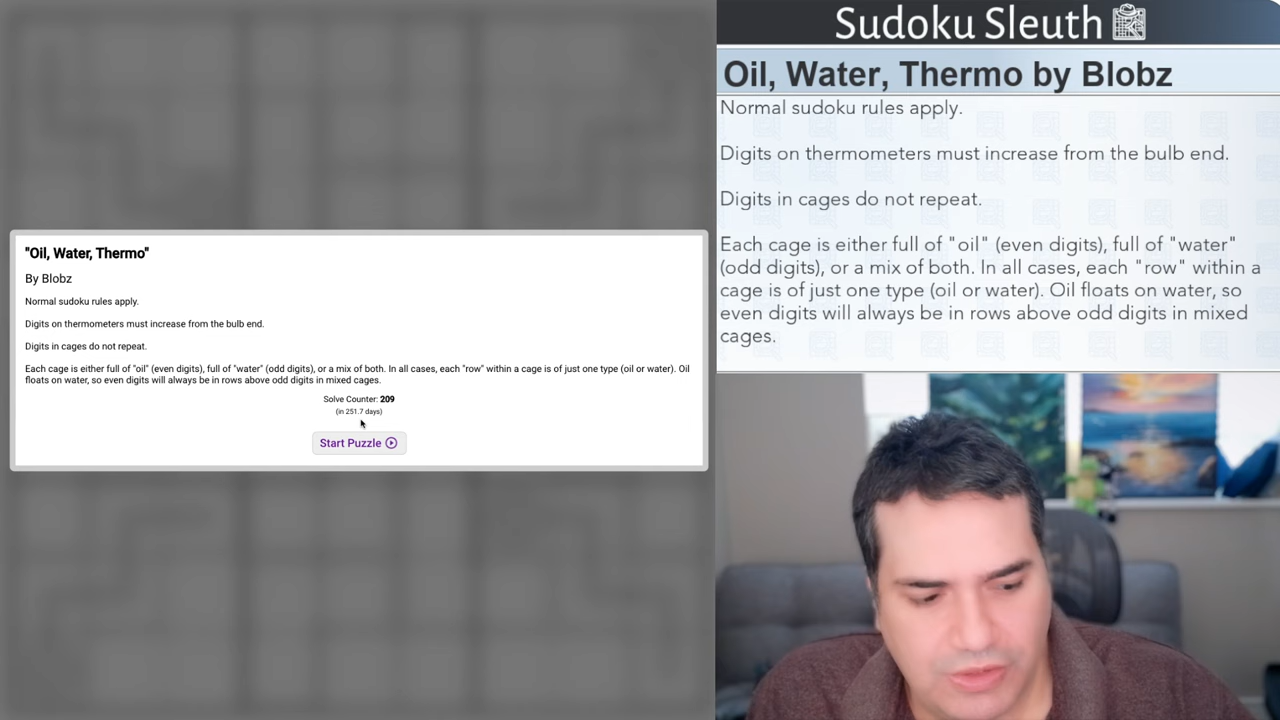 "Oil, Water, Thermo"
By Blobz
Normal sudoku rules apply.
Digits on thermometers must increase from the bulb end.
Digits in cages do not repeat.
Each cage is either full of "oil" (even digits), full of "water" (odd digits), or a mix of both. In all cases, each "row" within a cage is of just one type (oil or water). Oil
floats on water, so even digits will always be in rows above odd digits in mixed cages.
Solve Counter: 209
(in 251.7 days)
Start Puzzle
Sudoku Sleuth
Oil, Water, Thermo by Blobz
Normal sudoku rules apply.
Digits on thermometers must increase from the bulb end.
Digits in cages do not repeat.
Each cage is either full of "oil" (even digits), full of "water"
(odd digits), or a mix of both. In all cases, each "row" within a
cage is of just one type (oil or water). Oil floats on water, so
even digits will always be in rows above odd digits in mixed
cages.